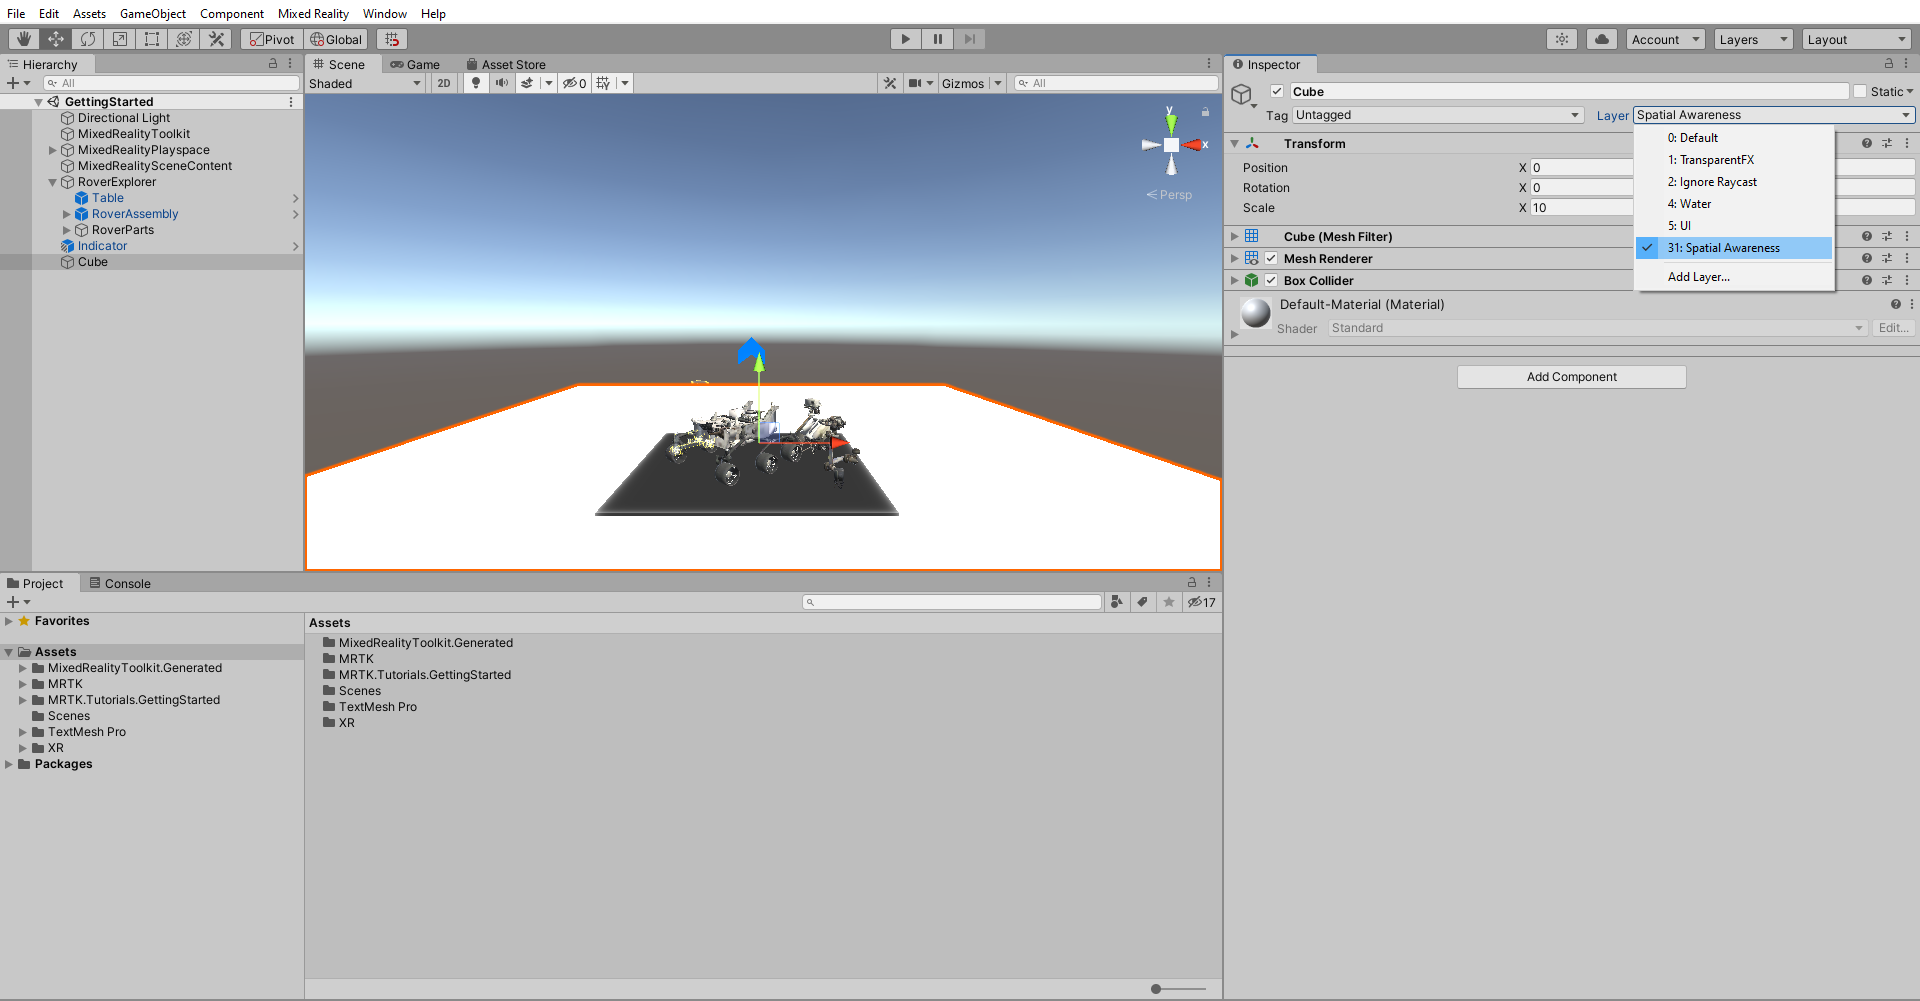 File Edit Assets GameObject Component Mixed Reality Window Help
Pivot Global Account Layers Layout
Hierarchy
All
GettingStarted
Directional Light
MixedRealityToolkit
MixedRealityPlayspace
MixedRealitySceneContent
RoverExplorer
Table
RoverAssembly
RoverParts
Indicator
Cube
Scene Game Asset Store
Shaded 2D 0 Gizmos All
y
x
Persp
Inspector
Cube Static
Tag Untagged Layer Spatial Awareness
0: Default
1: TransparentFX
2: Ignore Raycast
4: Water
5: UI
31: Spatial Awareness
Add Layer...
Transform
Position X 0
Rotation X 0
Scale X 10
Cube (Mesh Filter)
Mesh Renderer
Box Collider
Default-Material (Material)
Shader Standard Edit...
Add Component
Project Console
17
Favorites
Assets
MixedRealityToolkit.Generated
MRTK
MRTK.Tutorials.GettingStarted
Scenes
TextMesh Pro
XR
Packages
Assets
MixedRealityToolkit.Generated
MRTK
MRTK.Tutorials.GettingStarted
Scenes
TextMesh Pro
XR